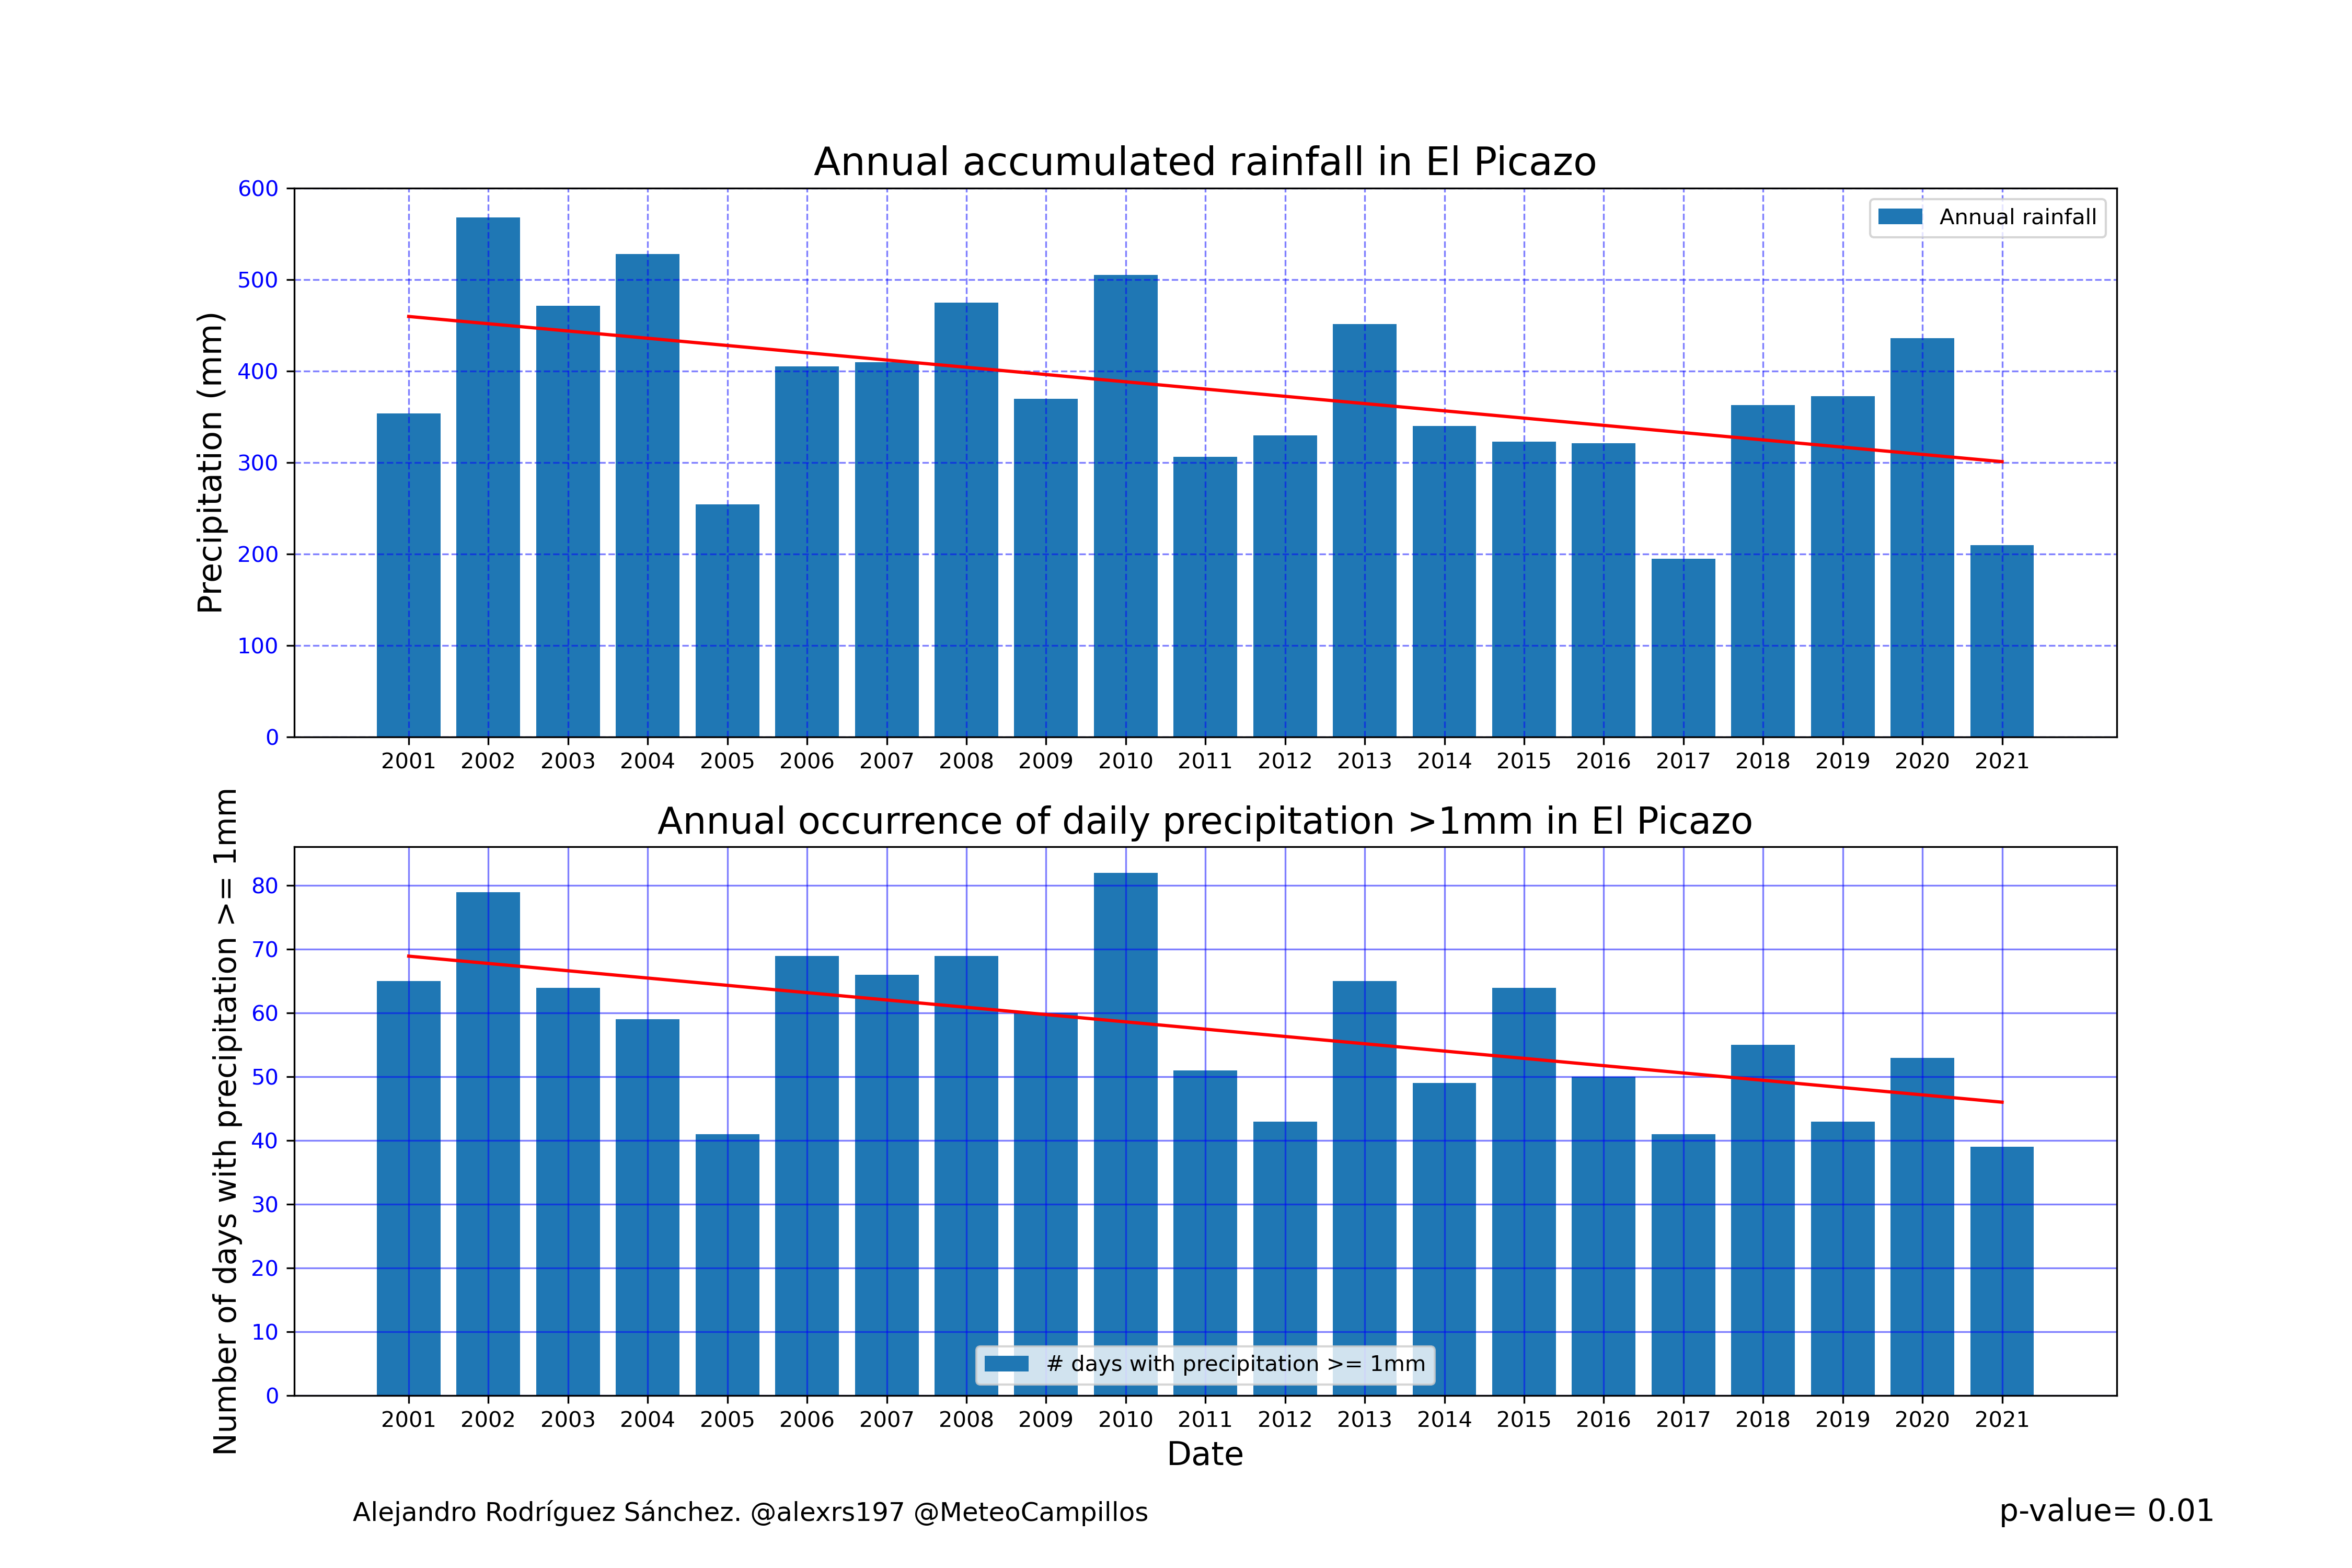 Annual accumulated rainfall in El Picazo
Precipitation (mm)
600
500
400
300
200
100
0
Annual rainfall
2001 2002 2003 2004 2005 2006 2007 2008 2009 2010 2011 2012 2013 2014 2015 2016 2017 2018 2019 2020 2021
Annual occurrence of daily precipitation >1mm in El Picazo
Number of days with precipitation >= 1mm
80
70
60
50
40
30
20
10
0
# days with precipitation >= 1mm
2001 2002 2003 2004 2005 2006 2007 2008 2009 2010 2011 2012 2013 2014 2015 2016 2017 2018 2019 2020 2021
Date
Alejandro Rodríguez Sánchez. @alexrs197 @MeteoCampillos
p-value= 0.01